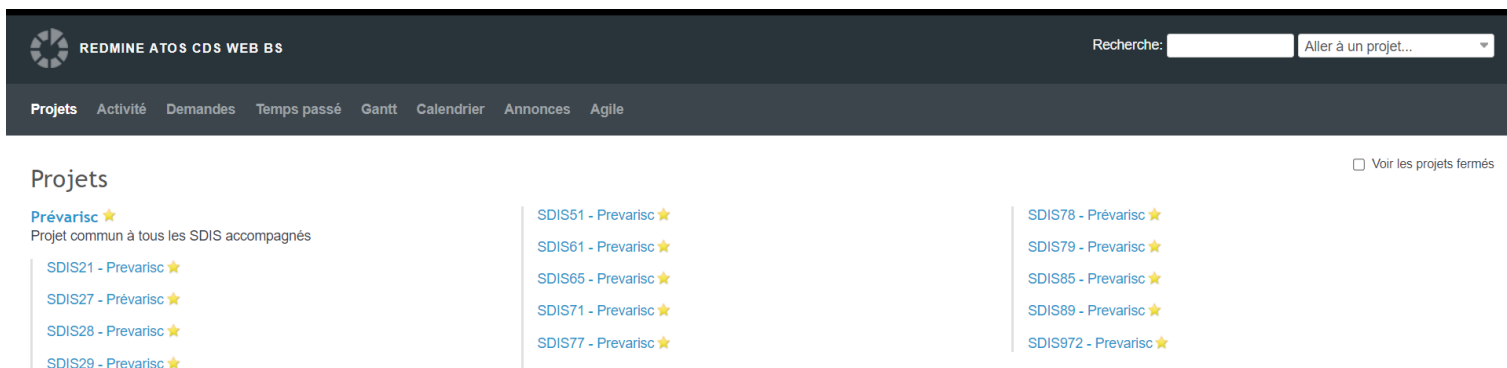 REDMINE ATOS CDS WEB BS
Recherche:
Aller à un projet...
Projets Activité Demandes Temps passé Gantt Calendrier Annonces Agile
Voir les projets fermés
Projets
Prévarisc
Projet commun à tous les SDIS accompagnés
SDIS21 - Prevarisc
SDIS27 - Prévarisc
SDIS28 - Prevarisc
SDIS29 - Prevarisc
SDIS51 - Prevarisc
SDIS61 - Prevarisc
SDIS65 - Prevarisc
SDIS71 - Prevarisc
SDIS77 - Prevarisc
SDIS78 - Prévarisc
SDIS79 - Prevarisc
SDIS85 - Prevarisc
SDIS89 - Prevarisc
SDIS972 - Prevarisc